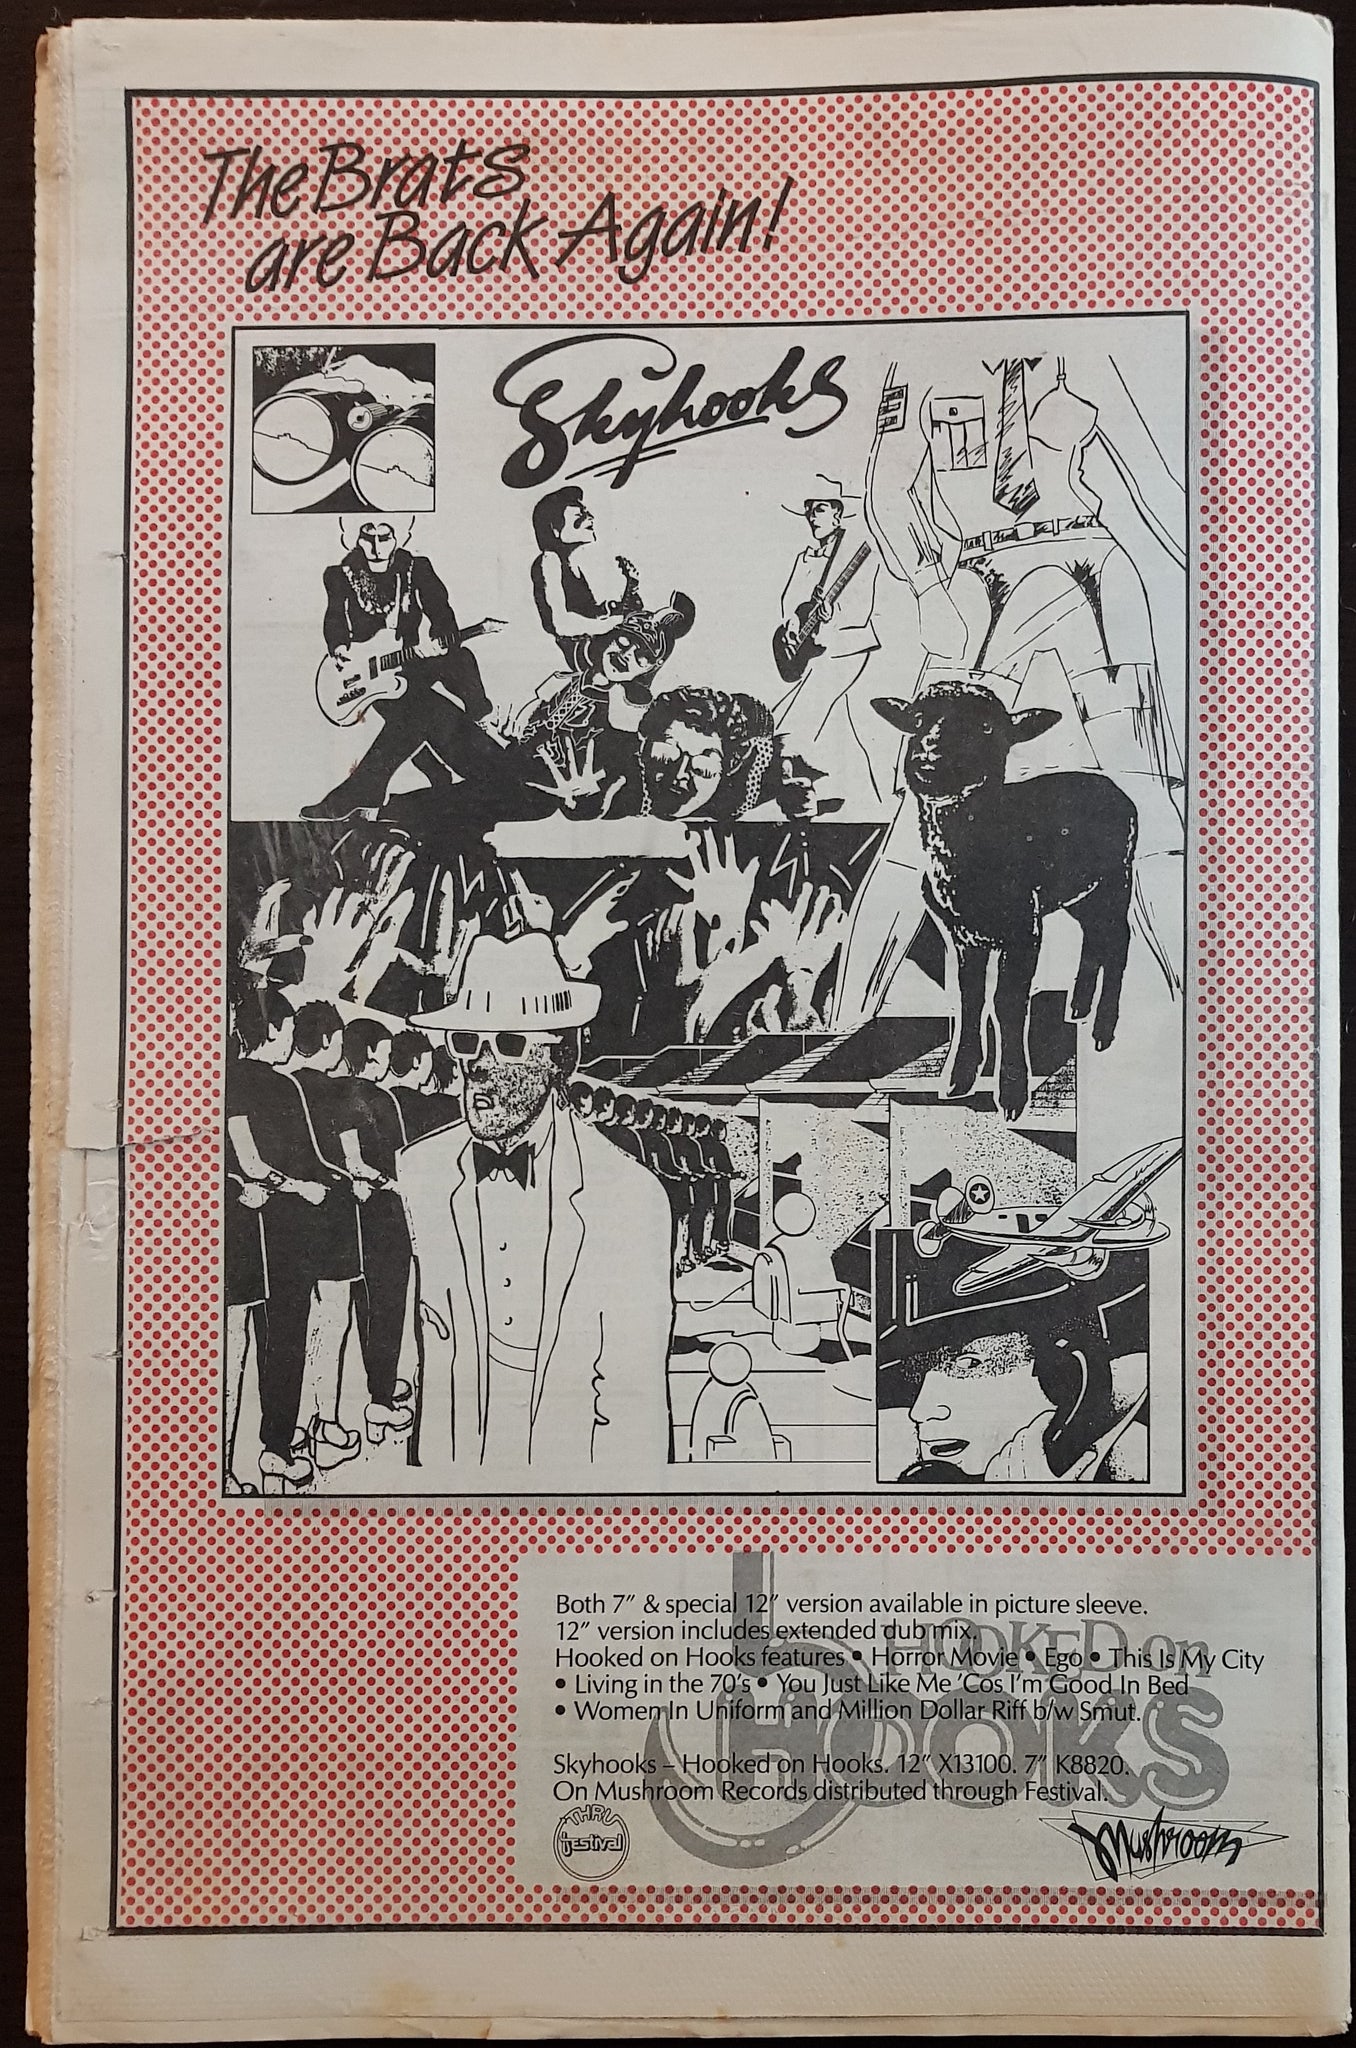 The Brats
are Back Again!
Skyhooks
HOOKED on
HOOKS
Both 7" & special 12" version available in picture sleeve.
12" version includes extended dub mix.
Hooked on Hooks features • Horror Movie • Ego • This Is My City
• Living in the 70's • You Just Like Me 'Cos I'm Good In Bed
• Women In Uniform and Million Dollar Riff b/w Smut.
Skyhooks – Hooked on Hooks. 12" X13100. 7" K8820.
On Mushroom Records distributed through Festival.
THRU
festival
Mushroom